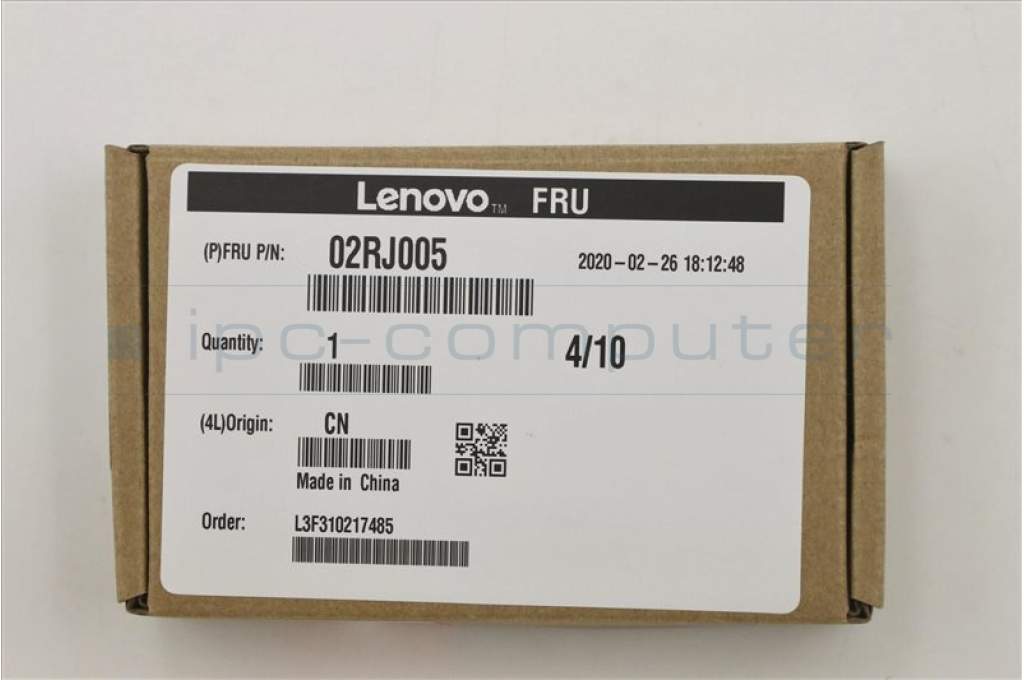 Lenovo™ FRU
(P)FRU P/N: 02RJ005 2020-02-26 18:12:48
ipc-computer
Quantity: 1 4/10
(4L)Origin: CN
Made in China
Order: L3F310217485